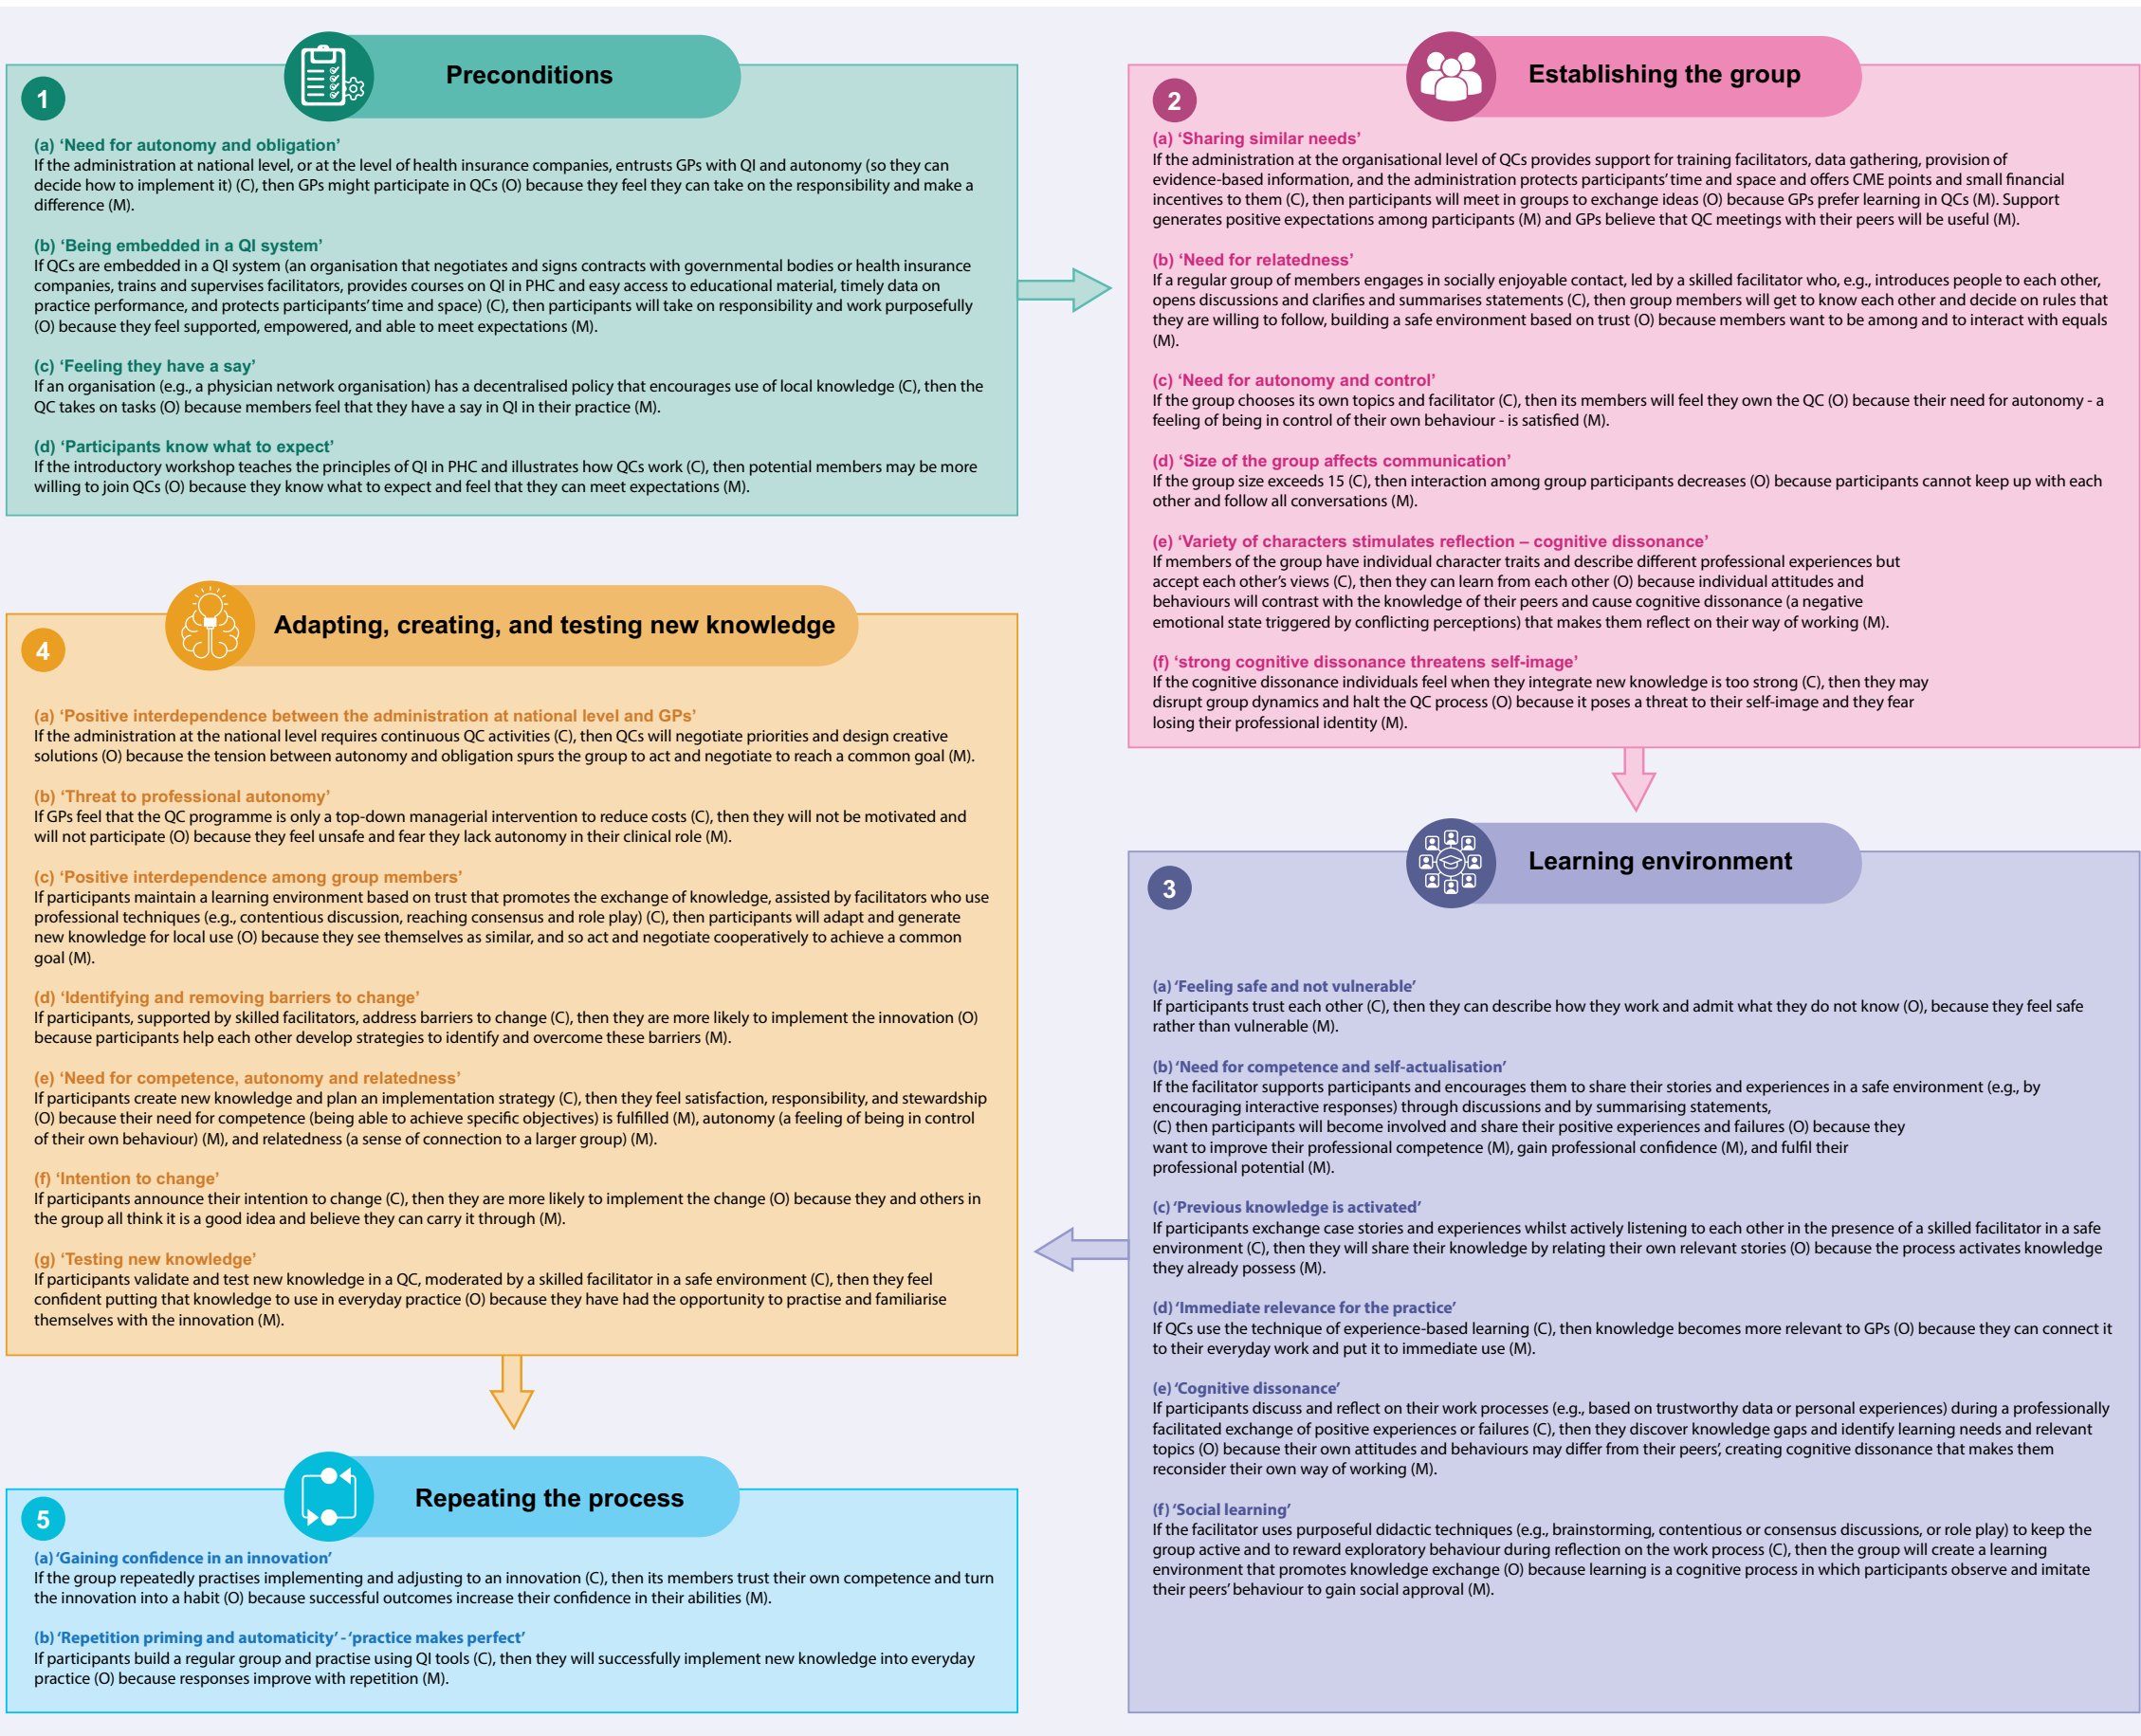 1
Preconditions
(a) ‘Need for autonomy and obligation’
If the administration at national level, or at the level of health insurance companies, entrusts GPs with QI and autonomy (so they can
decide how to implement it) (C), then GPs might participate in QCs (O) because they feel they can take on the responsibility and make a
difference (M).
(b) ‘Being embedded in a QI system’
If QCs are embedded in a QI system (an organisation that negotiates and signs contracts with governmental bodies or health insurance
companies, trains and supervises facilitators, provides courses on QI in PHC and easy access to educational material, timely data on
practice performance, and protects participants’ time and space) (C), then participants will take on responsibility and work purposefully
(O) because they feel supported, empowered, and able to meet expectations (M).
(c) ‘Feeling they have a say’
If an organisation (e.g., a physician network organisation) has a decentralised policy that encourages use of local knowledge (C), then the
QC takes on tasks (O) because members feel that they have a say in QI in their practice (M).
(d) ‘Participants know what to expect’
If the introductory workshop teaches the principles of QI in PHC and illustrates how QCs work (C), then potential members may be more
willing to join QCs (O) because they know what to expect and feel that they can meet expectations (M).
2
Establishing the group
(a) ‘Sharing similar needs’
If the administration at the organisational level of QCs provides support for training facilitators, data gathering, provision of
evidence-based information, and the administration protects participants’ time and space and offers CME points and small financial
incentives to them (C), then participants will meet in groups to exchange ideas (O) because GPs prefer learning in QCs (M). Support
generates positive expectations among participants (M) and GPs believe that QC meetings with their peers will be useful (M).
(b) ‘Need for relatedness’
If a regular group of members engages in socially enjoyable contact, led by a skilled facilitator who, e.g., introduces people to each other,
opens discussions and clarifies and summarises statements (C), then group members will get to know each other and decide on rules that
they are willing to follow, building a safe environment based on trust (O) because members want to be among and to interact with equals
(M).
(c) ‘Need for autonomy and control’
If the group chooses its own topics and facilitator (C), then its members will feel they own the QC (O) because their need for autonomy - a
feeling of being in control of their own behaviour - is satisfied (M).
(d) ‘Size of the group affects communication’
If the group size exceeds 15 (C), then interaction among group participants decreases (O) because participants cannot keep up with each
other and follow all conversations (M).
(e) ‘Variety of characters stimulates reflection – cognitive dissonance’
If members of the group have individual character traits and describe different professional experiences but
accept each other’s views (C), then they can learn from each other (O) because individual attitudes and
behaviours will contrast with the knowledge of their peers and cause cognitive dissonance (a negative
emotional state triggered by conflicting perceptions) that makes them reflect on their way of working (M).
(f) ‘strong cognitive dissonance threatens self-image’
If the cognitive dissonance individuals feel when they integrate new knowledge is too strong (C), then they may
disrupt group dynamics and halt the QC process (O) because it poses a threat to their self-image and they fear
losing their professional identity (M).
3
Learning environment
(a) ‘Feeling safe and not vulnerable’
If participants trust each other (C), then they can describe how they work and admit what they do not know (O), because they feel safe
rather than vulnerable (M).
(b) ‘Need for competence and self-actualisation’
If the facilitator supports participants and encourages them to share their stories and experiences in a safe environment (e.g., by
encouraging interactive responses) through discussions and by summarising statements,
(C) then participants will become involved and share their positive experiences and failures (O) because they
want to improve their professional competence (M), gain professional confidence (M), and fulfil their
professional potential (M).
(c) ‘Previous knowledge is activated’
If participants exchange case stories and experiences whilst actively listening to each other in the presence of a skilled facilitator in a safe
environment (C), then they will share their knowledge by relating their own relevant stories (O) because the process activates knowledge
they already possess (M).
(d) ‘Immediate relevance for the practice’
If QCs use the technique of experience-based learning (C), then knowledge becomes more relevant to GPs (O) because they can connect it
to their everyday work and put it to immediate use (M).
(e) ‘Cognitive dissonance’
If participants discuss and reflect on their work processes (e.g., based on trustworthy data or personal experiences) during a professionally
facilitated exchange of positive experiences or failures (C), then they discover knowledge gaps and identify learning needs and relevant
topics (O) because their own attitudes and behaviours may differ from their peers’, creating cognitive dissonance that makes them
reconsider their own way of working (M).
(f) ‘Social learning’
If the facilitator uses purposeful didactic techniques (e.g., brainstorming, contentious or consensus discussions, or role play) to keep the
group active and to reward exploratory behaviour during reflection on the work process (C), then the group will create a learning
environment that promotes knowledge exchange (O) because learning is a cognitive process in which participants observe and imitate
their peers’ behaviour to gain social approval (M).
4
Adapting, creating, and testing new knowledge
(a) ‘Positive interdependence between the administration at national level and GPs’
If the administration at the national level requires continuous QC activities (C), then QCs will negotiate priorities and design creative
solutions (O) because the tension between autonomy and obligation spurs the group to act and negotiate to reach a common goal (M).
(b) ‘Threat to professional autonomy’
If GPs feel that the QC programme is only a top-down managerial intervention to reduce costs (C), then they will not be motivated and
will not participate (O) because they feel unsafe and fear they lack autonomy in their clinical role (M).
(c) ‘Positive interdependence among group members’
If participants maintain a learning environment based on trust that promotes the exchange of knowledge, assisted by facilitators who use
professional techniques (e.g., contentious discussion, reaching consensus and role play) (C), then participants will adapt and generate
new knowledge for local use (O) because they see themselves as similar, and so act and negotiate cooperatively to achieve a common
goal (M).
(d) ‘Identifying and removing barriers to change’
If participants, supported by skilled facilitators, address barriers to change (C), then they are more likely to implement the innovation (O)
because participants help each other develop strategies to identify and overcome these barriers (M).
(e) ‘Need for competence, autonomy and relatedness’
If participants create new knowledge and plan an implementation strategy (C), then they feel satisfaction, responsibility, and stewardship
(O) because their need for competence (being able to achieve specific objectives) is fulfilled (M), autonomy (a feeling of being in control
of their own behaviour) (M), and relatedness (a sense of connection to a larger group) (M).
(f) ‘Intention to change’
If participants announce their intention to change (C), then they are more likely to implement the change (O) because they and others in
the group all think it is a good idea and believe they can carry it through (M).
(g) ‘Testing new knowledge’
If participants validate and test new knowledge in a QC, moderated by a skilled facilitator in a safe environment (C), then they feel
confident putting that knowledge to use in everyday practice (O) because they have had the opportunity to practise and familiarise
themselves with the innovation (M).
5
Repeating the process
(a) ‘Gaining confidence in an innovation’
If the group repeatedly practises implementing and adjusting to an innovation (C), then its members trust their own competence and turn
the innovation into a habit (O) because successful outcomes increase their confidence in their abilities (M).
(b) ‘Repetition priming and automaticity’ - ‘practice makes perfect’
If participants build a regular group and practise using QI tools (C), then they will successfully implement new knowledge into everyday
practice (O) because responses improve with repetition (M).